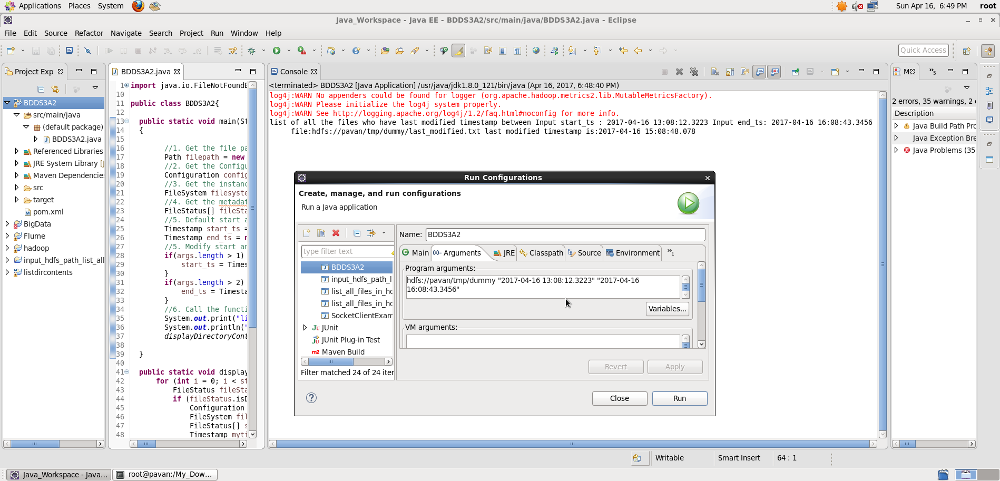 Applications Places System
Sun Apr 16, 6:49 PM root
Java_Workspace - Java EE - BDDS3A2/src/main/java/BDDS3A2.java - Eclipse
File Edit Source Refactor Navigate Search Project Run Window Help
Quick Access
Project Exp
BDDS3A2
src/main/java
(default package)
BDDS3A2.java
Referenced Libraries
JRE System Library [J
Maven Dependencies
src
target
pom.xml
BigData
Flume
hadoop
input_hdfs_path_list_all
listdircontents
BDDS3A2.java
1 import java.io.FileNotFoundE
10
11 public class BDDS3A2{
12
13 public static void main(St
14 {
15
16 //1. Get the file pa
17 Path filepath = new
18 //2. Get the Configu
19 Configuration config
20 //3. Get the instanc
21 FileSystem filesyste
22 //4. Get the metadat
23 FileStatus[] fileSta
24 //5. Default start a
25 Timestamp start_ts =
26 Timestamp end_ts = n
27 //5. Modify start an
28 if(args.length > 1)
29 start_ts = Times
30 }
31 if(args.length > 2)
32 end_ts = Timesta
33 }
34 //6. Call the functi
35 System.out.print("li
36 System.out.println("
37 displayDirectoryCont
38
39 }
40
41 public static void display
42 for (int i = 0; i < st
43 FileStatus fileSta
44 if (fileStatus.isD
45 Configuration
46 FileSystem fil
47 FileStatus[] s
48 Timestamp myti
Console
<terminated> BDDS3A2 [Java Application] /usr/java/jdk1.8.0_121/bin/java (Apr 16, 2017, 6:48:40 PM)
log4j:WARN No appenders could be found for logger (org.apache.hadoop.metrics2.lib.MutableMetricsFactory).
log4j:WARN Please initialize the log4j system properly.
log4j:WARN See http://logging.apache.org/log4j/1.2/faq.html#noconfig for more info.
list of all the files who have last modified timestamp between Input start_ts : 2017-04-16 13:08:12.3223 Input end_ts: 2017-04-16 16:08:43.3456
file:hdfs://pavan/tmp/dummy/last_modified.txt last modified timestamp is:2017-04-16 15:08:48.078
Run Configurations
Create, manage, and run configurations
Run a Java application
type filter text
BDDS3A2
input_hdfs_path_l
list_all_files_in_hd
list_all_files_in_hd
SocketClientExam
JUnit
JUnit Plug-in Test
Maven Build
Filter matched 24 of 24 iter
Name: BDDS3A2
Main Arguments JRE Classpath Source Environment »1
Program arguments:
hdfs://pavan/tmp/dummy "2017-04-16 13:08:12.3223" "2017-04-16
16:08:43.3456"
Variables...
VM arguments:
Revert Apply
Close Run
M »5
2 errors, 35 warnings, 2
Description
Java Build Path Pro
Java Exception Bre
Java Problems (35
Writable Smart Insert 64 : 1
Java_Workspace - Java... root@pavan:/My_Dow...